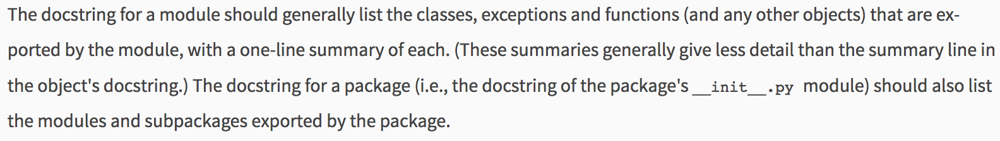 The docstring for a module should generally list the classes, exceptions and functions (and any other objects) that are ex-
ported by the module, with a one-line summary of each. (These summaries generally give less detail than the summary line in
the object's docstring.) The docstring for a package (i.e., the docstring of the package's __init__.py module) should also list
the modules and subpackages exported by the package.